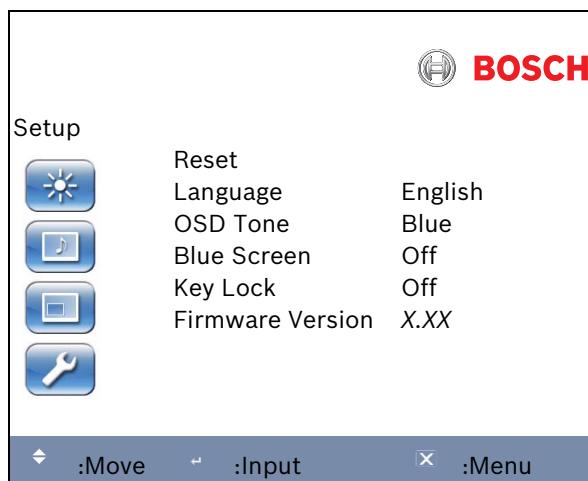 BOSCH
Setup
Reset
Language English
OSD Tone Blue
Blue Screen Off
Key Lock Off
Firmware Version X.XX
:Move :Input :Menu